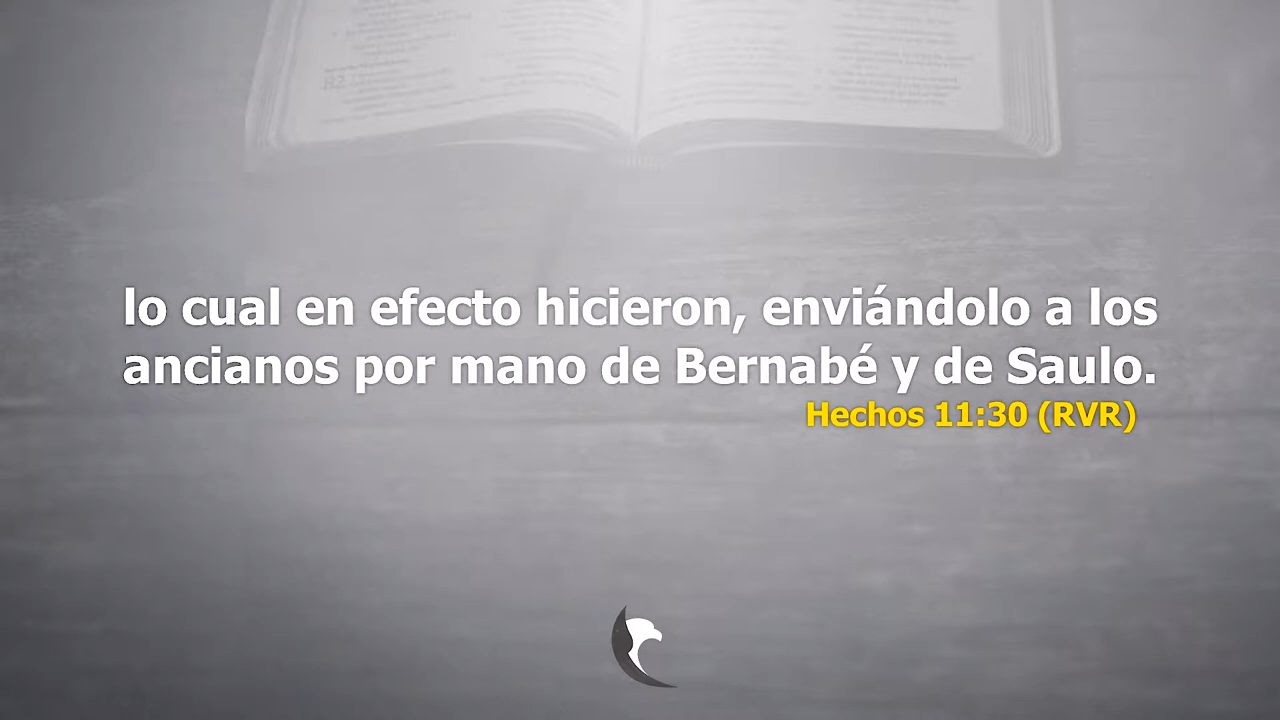 lo cual en efecto hicieron, enviándolo a los
ancianos por mano de Bernabé y de Saulo.
Hechos 11:30 (RVR)